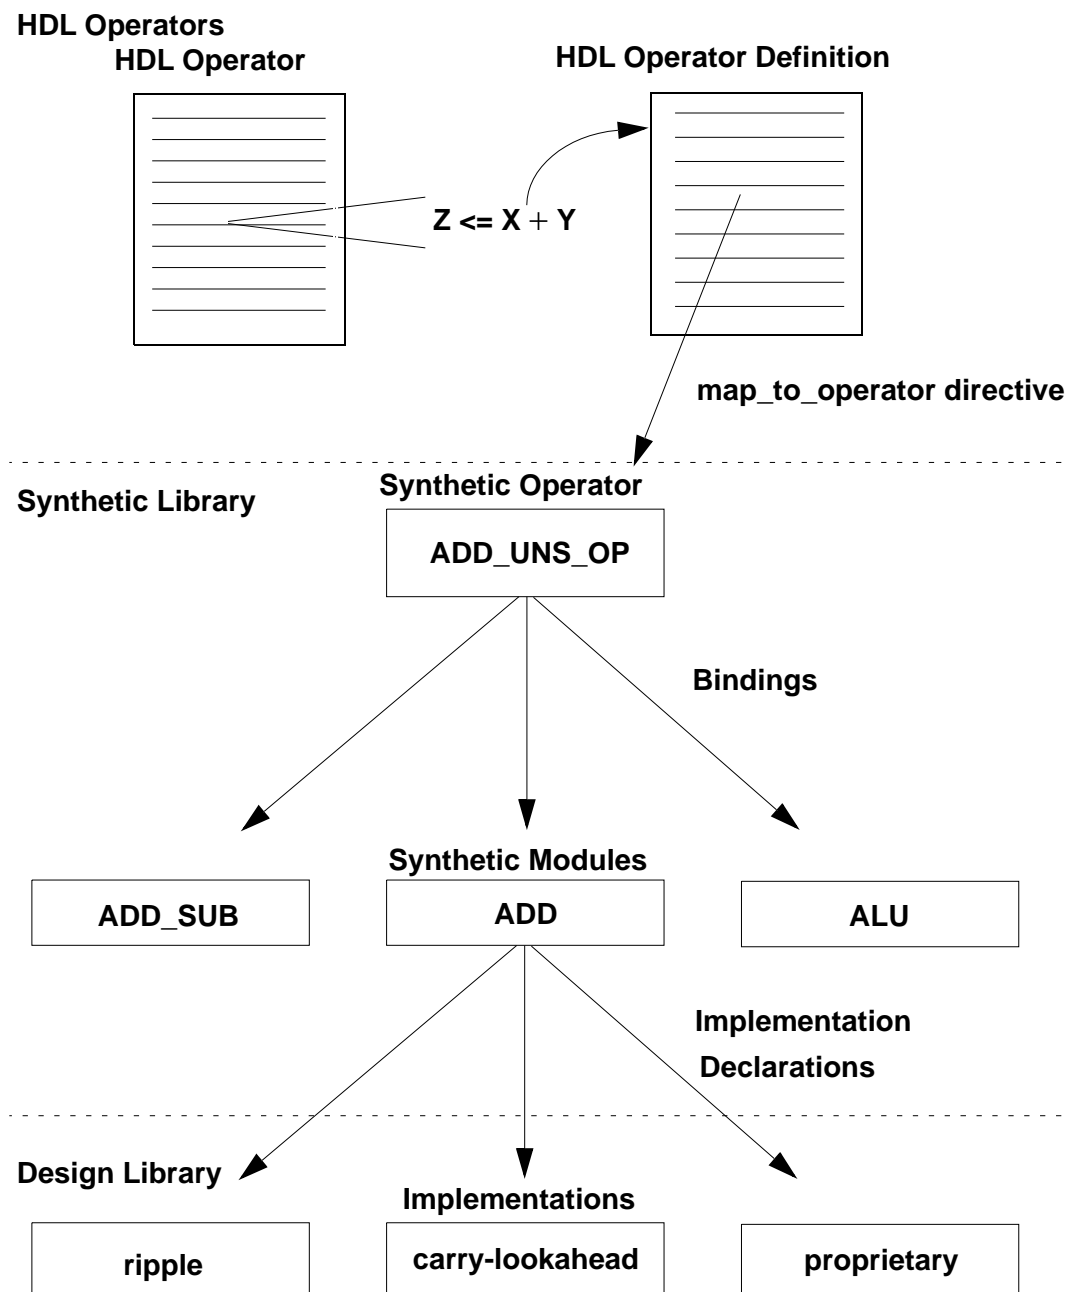 HDL Operators
HDL Operator
HDL Operator Definition
Z <= X + Y
map_to_operator directive
Synthetic Library
Synthetic Operator
ADD_UNS_OP
Bindings
Synthetic Modules
ADD_SUB
ADD
ALU
Implementation
Declarations
Design Library
Implementations
ripple
carry-lookahead
proprietary